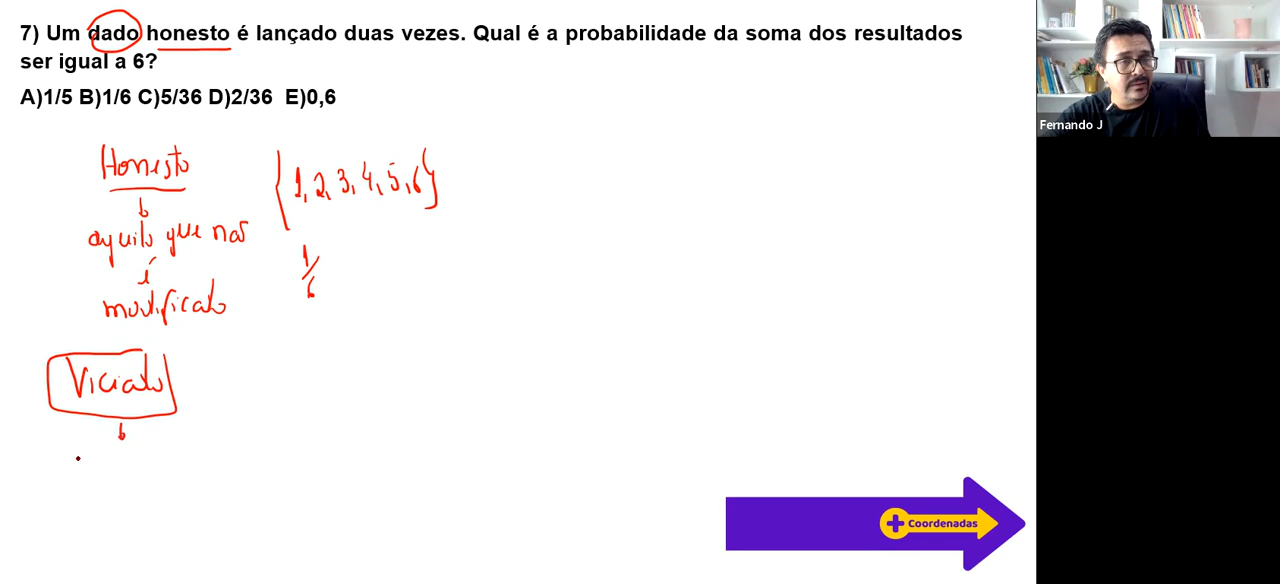 7) Um dado honesto é lançado duas vezes. Qual é a probabilidade da soma dos resultados
ser igual a 6?
A)1/5 B)1/6 C)5/36 D)2/36 E)0,6
Fernando J
Honesto
{1, 2, 3, 4, 5, 6}
aquilo que não
é
modificado
1/6
Viciado
Coordenadas